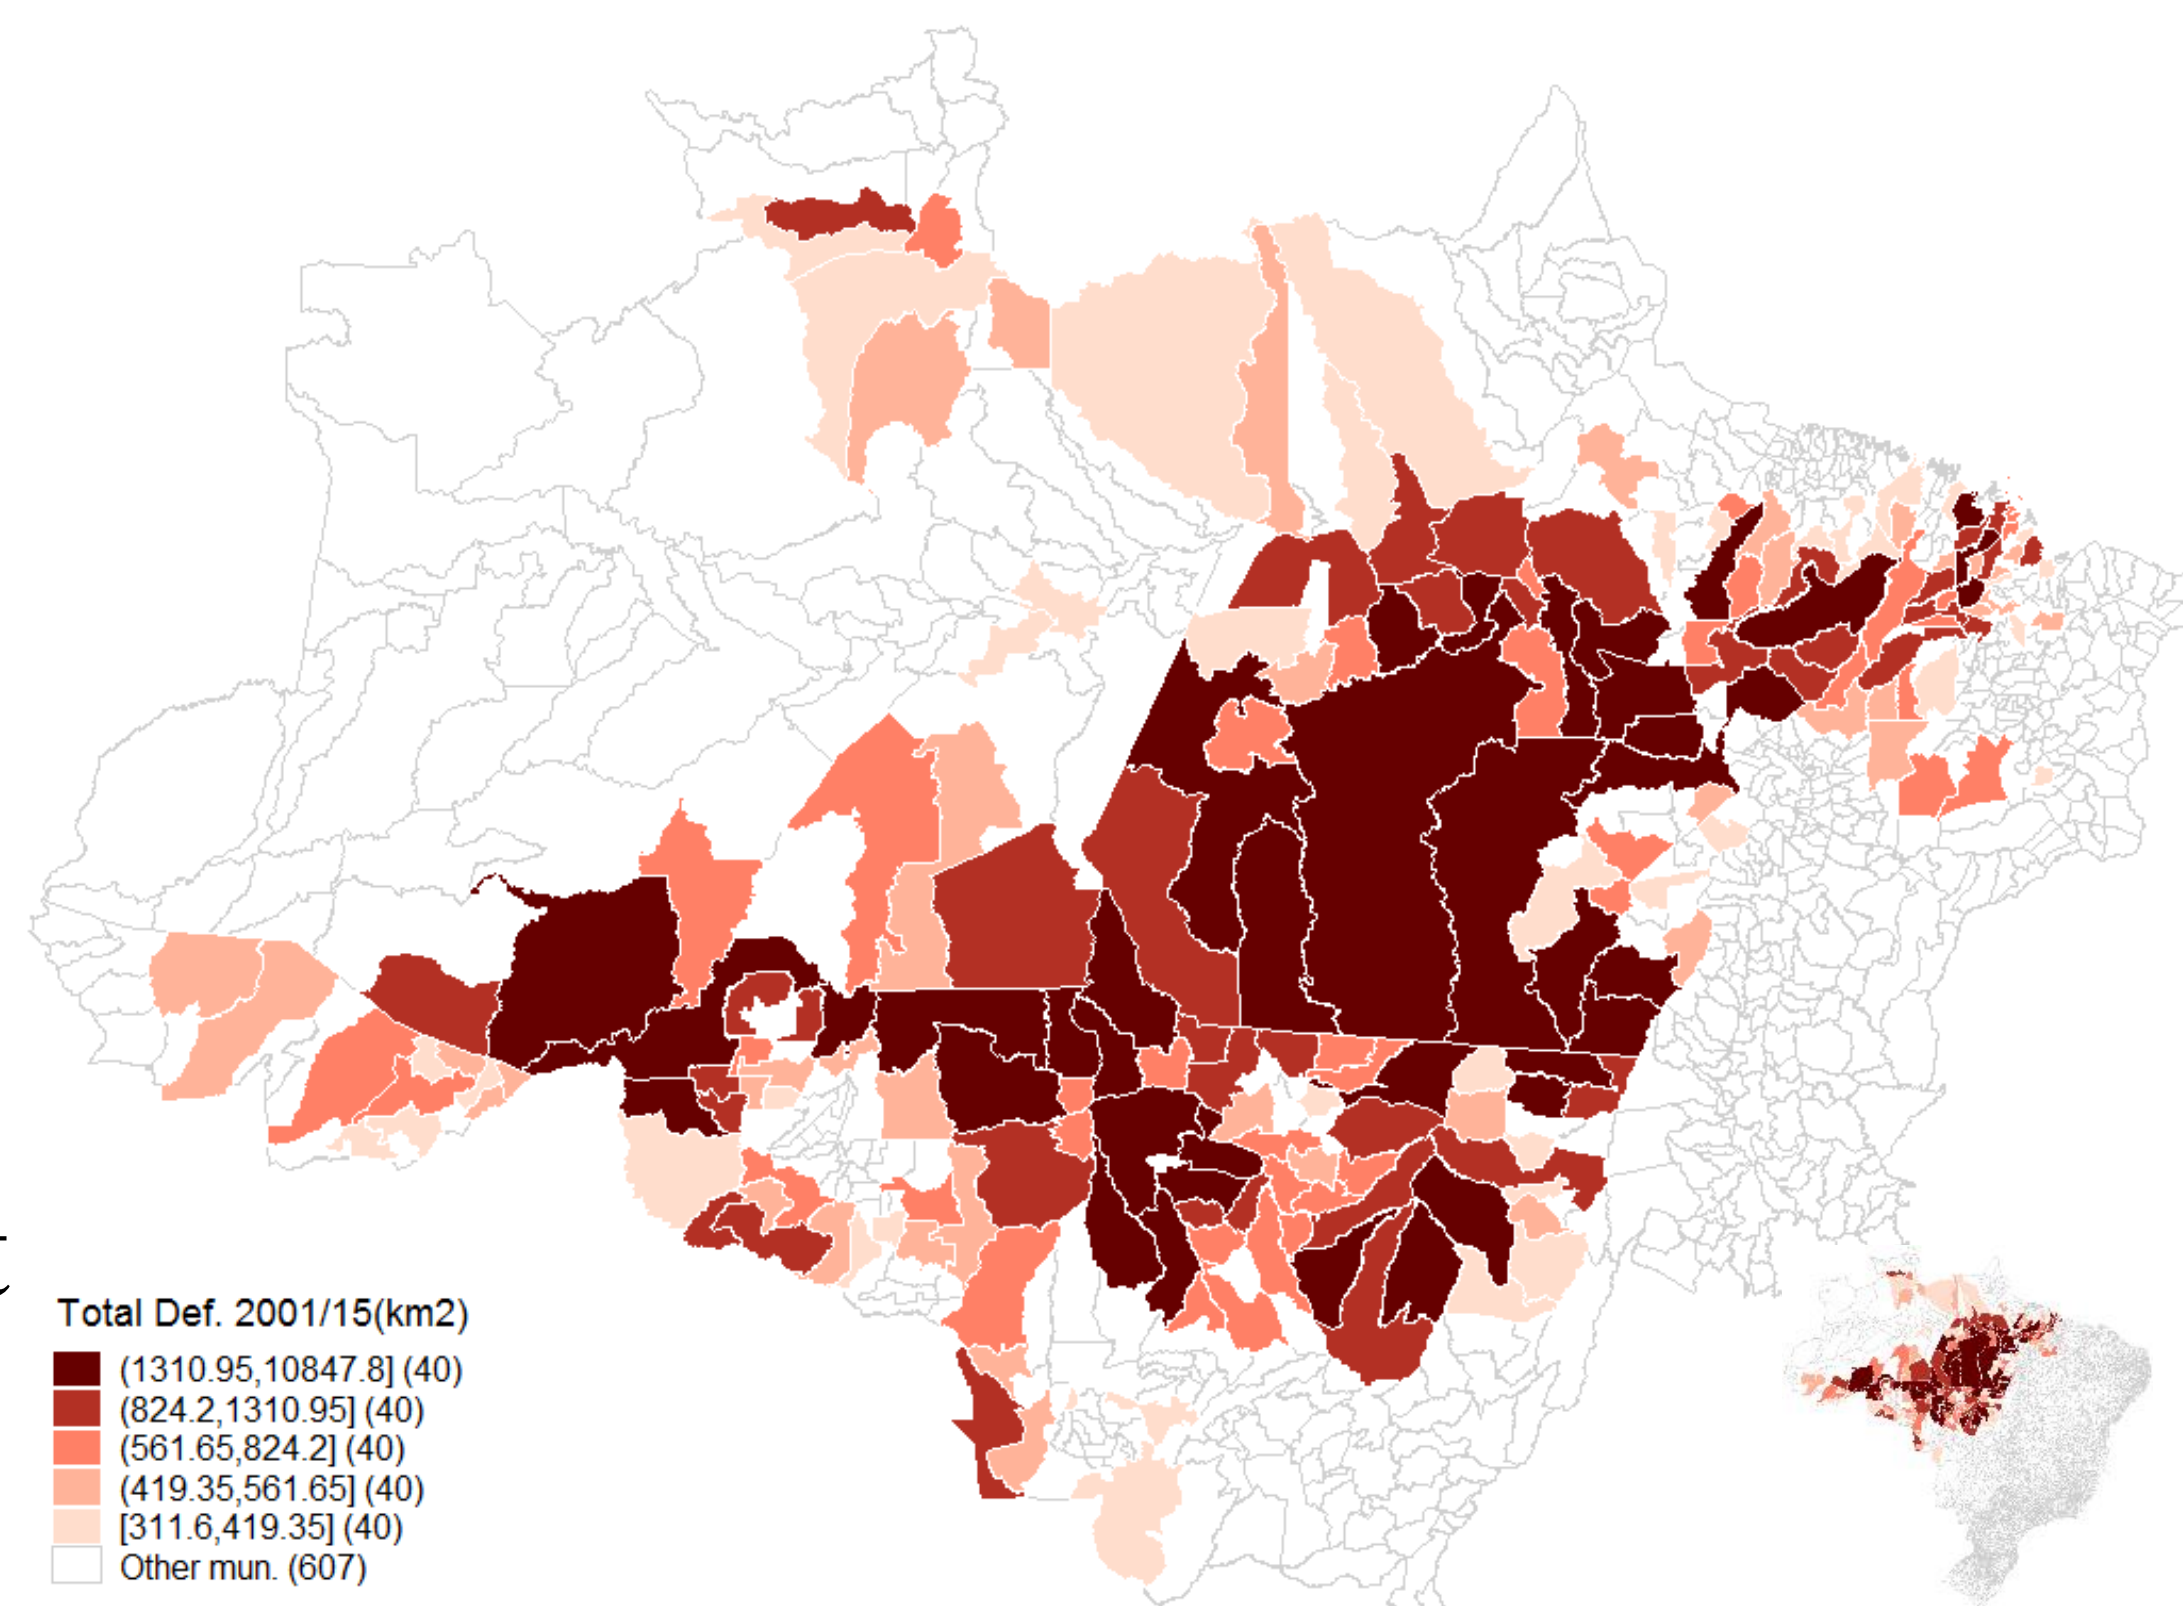 Total Def. 2001/15(km2)
(1310.95,10847.8] (40)
(824.2,1310.95] (40)
(561.65,824.2] (40)
(419.35,561.65] (40)
[311.6,419.35] (40)
Other mun. (607)